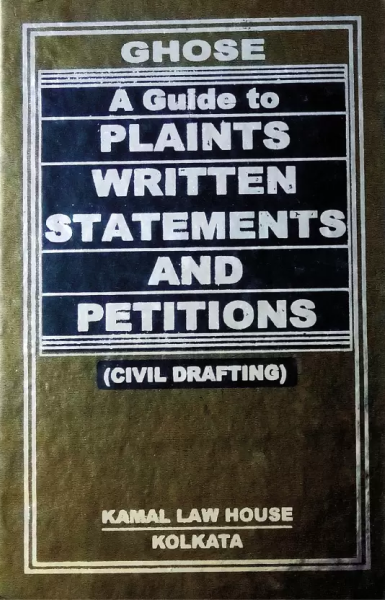 GHOSE
A Guide to
PLAINTS
WRITTEN
STATEMENTS
AND
PETITIONS
(CIVIL DRAFTING)
KAMAL LAW HOUSE
KOLKATA